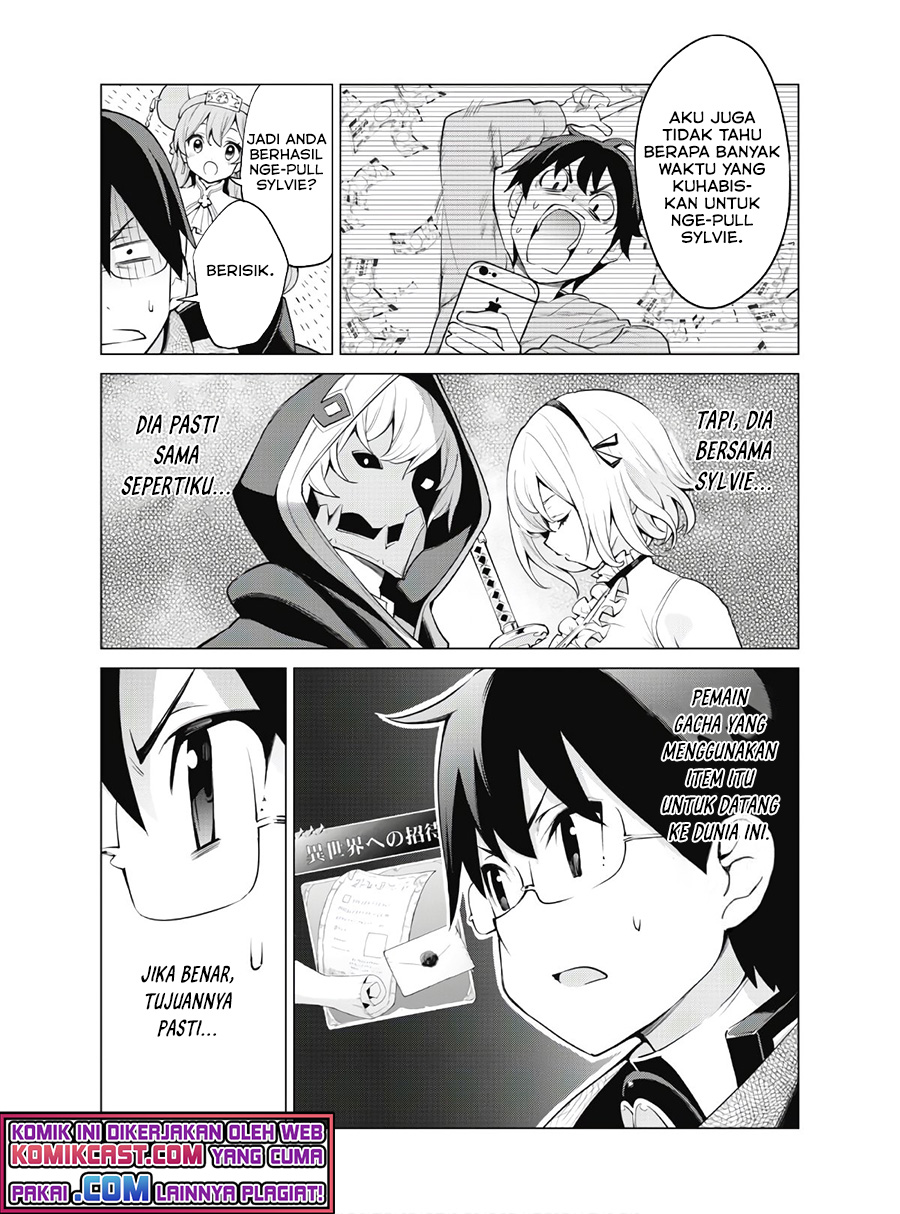 AKU JUGA
TIDAK TAHU
BERAPA BANYAK
WAKTU YANG
KUHABIS-
KAN UNTUK
NGE-PULL
SYLVIE.
JADI ANDA
BERHASIL
NGE-PULL
SYLVIE?
BERISIK.
TAPI, DIA
BERSAMA
SYLVIE...
DIA PASTI
SAMA
SEPERTIKU...
PEMAIN
GACHA YANG
MENGGUNAKAN
ITEM ITU
UNTUK DATANG
KE DUNIA INI.
異世界への招待
JIKA BENAR,
TUJUANNYA
PASTI...
KOMIK INI DIKERJAKAN OLEH WEB
KOMIKCAST.COM YANG CUMA
PAKAI .COM LAINNYA PLAGIAT!